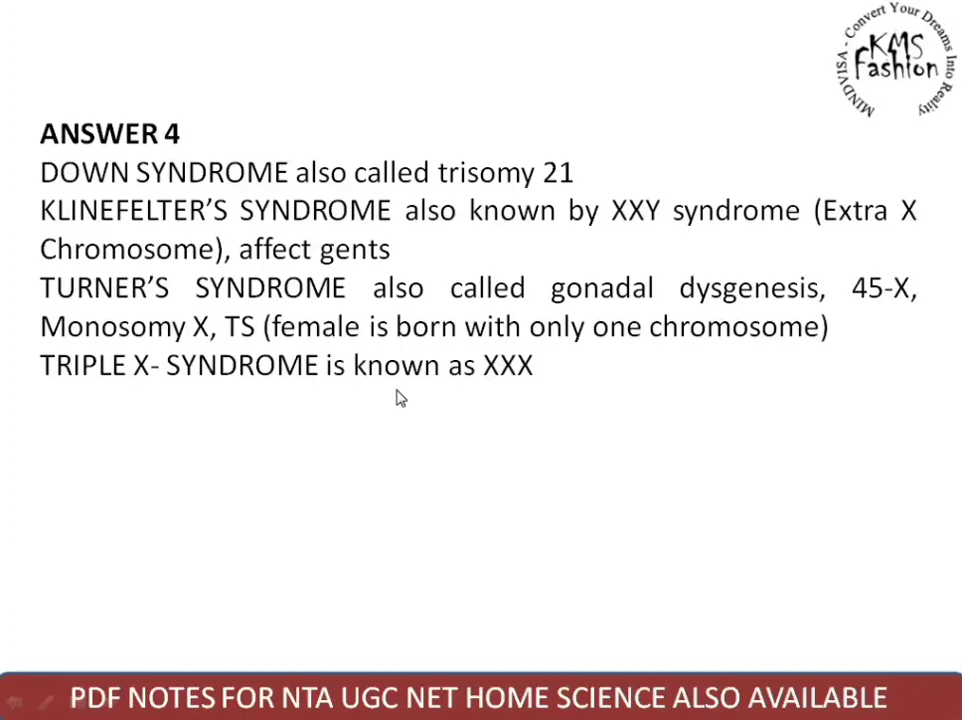 MINDVISA - Convert Your Dreams Into Reality
KMS
Fashion
ANSWER 4
DOWN SYNDROME also called trisomy 21
KLINEFELTER’S SYNDROME also known by XXY syndrome (Extra X
Chromosome), affect gents
TURNER’S SYNDROME also called gonadal dysgenesis, 45-X,
Monosomy X, TS (female is born with only one chromosome)
TRIPLE X- SYNDROME is known as XXX
PDF NOTES FOR NTA UGC NET HOME SCIENCE ALSO AVAILABLE